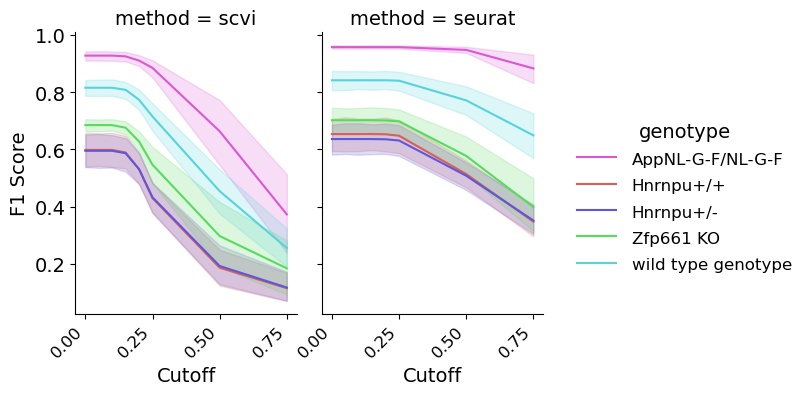 method = scvi
method = seurat
1.0
0.8
0.6
0.4
0.2
F1 Score
0.00
0.25
0.50
0.75
Cutoff
0.00
0.25
0.50
0.75
Cutoff
genotype
AppNL-G-F/NL-G-F
Hnrnpu+/+
Hnrnpu+/-
Zfp661 KO
wild type genotype